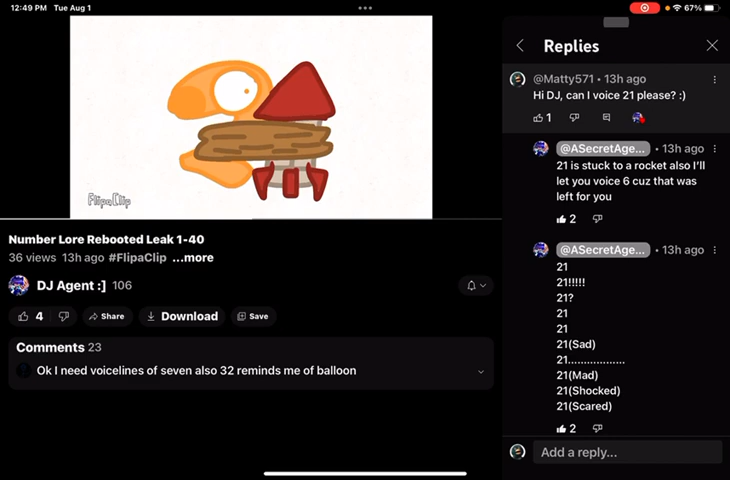 12:49 PM Tue Aug 1
67%
FlipaClip
Number Lore Rebooted Leak 1-40
36 views 13h ago #FlipaClip ...more
DJ Agent :] 106
4 Share Download Save
Comments 23
Ok I need voicelines of seven also 32 reminds me of balloon
Replies
@Matty571 • 13h ago
Hi DJ, can I voice 21 please? :)
1
@ASecretAge... • 13h ago
21 is stuck to a rocket also I'll
let you voice 6 cuz that was
left for you
2
@ASecretAge... • 13h ago
21
21!!!!!
21?
21
21
21(Sad)
21.................
21(Mad)
21(Shocked)
21(Scared)
2
Add a reply...